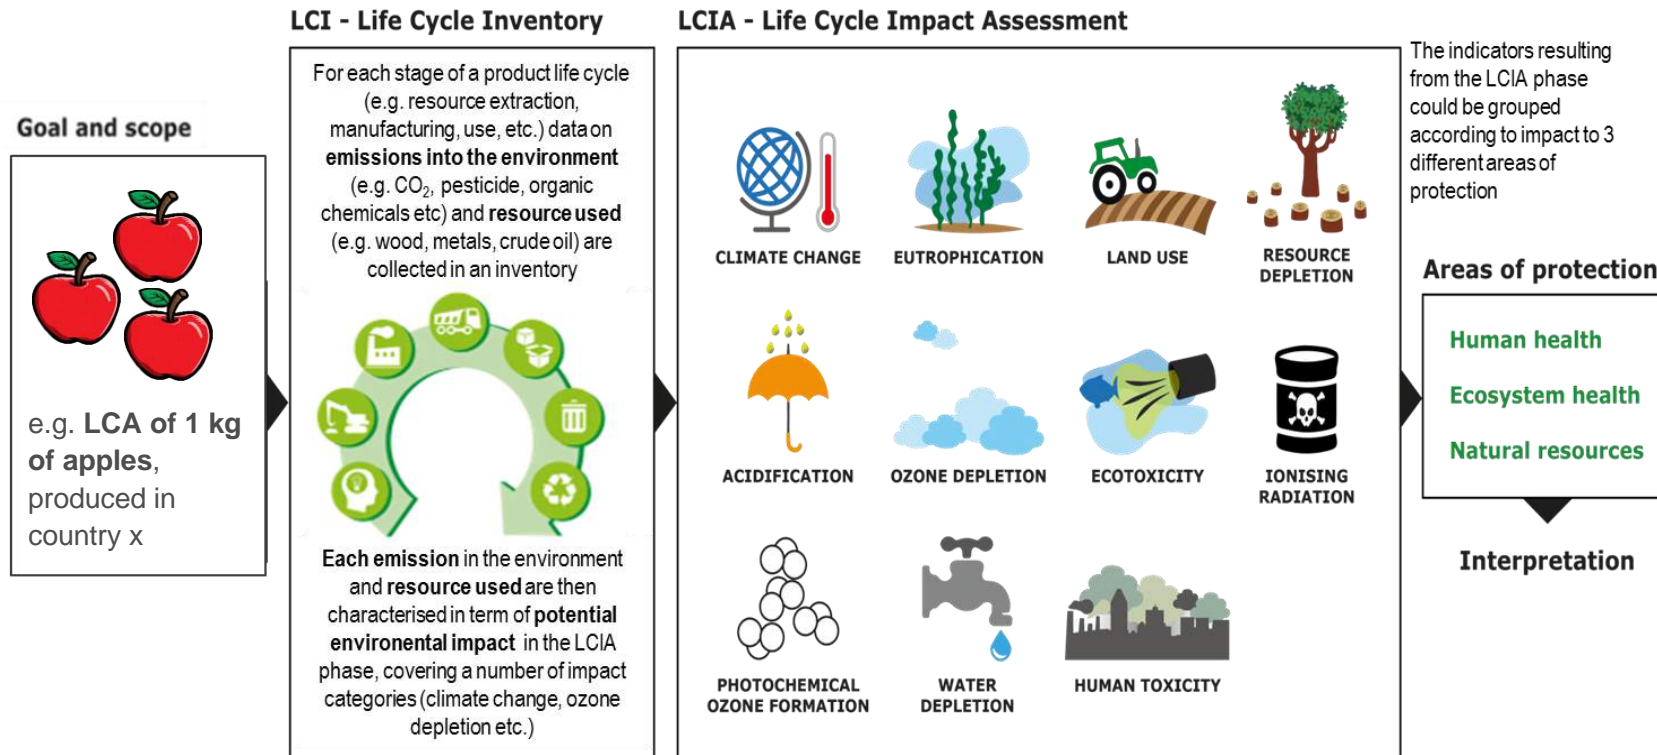 Goal and scope
e.g. LCA of 1 kg
of apples,
produced in
country x
LCI - Life Cycle Inventory
For each stage of a product life cycle
(e.g. resource extraction,
manufacturing, use, etc.) data on
emissions into the environment
(e.g. CO₂, pesticide, organic
chemicals etc) and resource used
(e.g. wood, metals, crude oil) are
collected in an inventory
Each emission in the environment
and resource used are then
characterised in term of potential
environental impact in the LCIA
phase, covering a number of impact
categories (climate change, ozone
depletion etc.)
LCIA - Life Cycle Impact Assessment
CLIMATE CHANGE
EUTROPHICATION
LAND USE
RESOURCE
DEPLETION
ACIDIFICATION
OZONE DEPLETION
ECOTOXICITY
IONISING
RADIATION
PHOTOCHEMICAL
OZONE FORMATION
WATER
DEPLETION
HUMAN TOXICITY
The indicators resulting
from the LCIA phase
could be grouped
according to impact to 3
different areas of
protection
Areas of protection
Human health
Ecosystem health
Natural resources
Interpretation